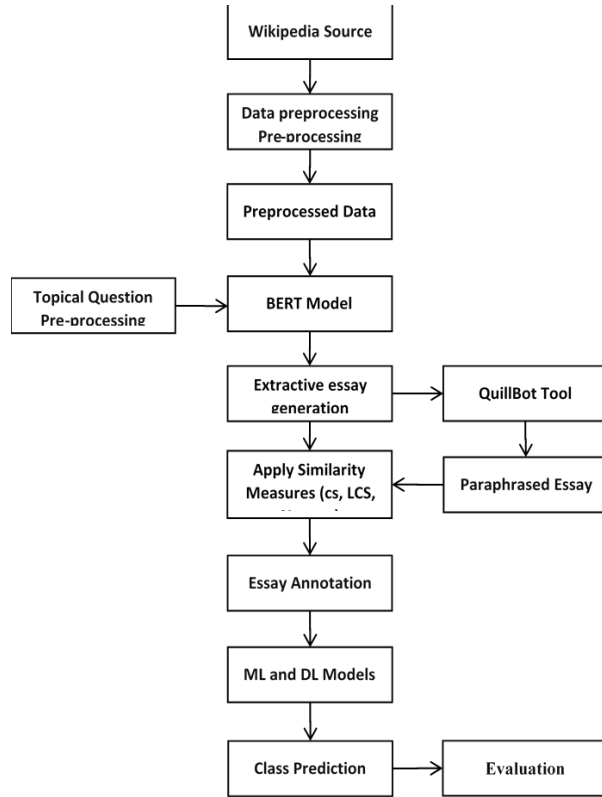 Wikipedia Source
Data preprocessing
Pre-processing
Preprocessed Data
Topical Question
Pre-processing
BERT Model
Extractive essay
generation
QuillBot Tool
Apply Similarity
Measures (cs, LCS,
Paraphrased Essay
Essay Annotation
ML and DL Models
Class Prediction
Evaluation